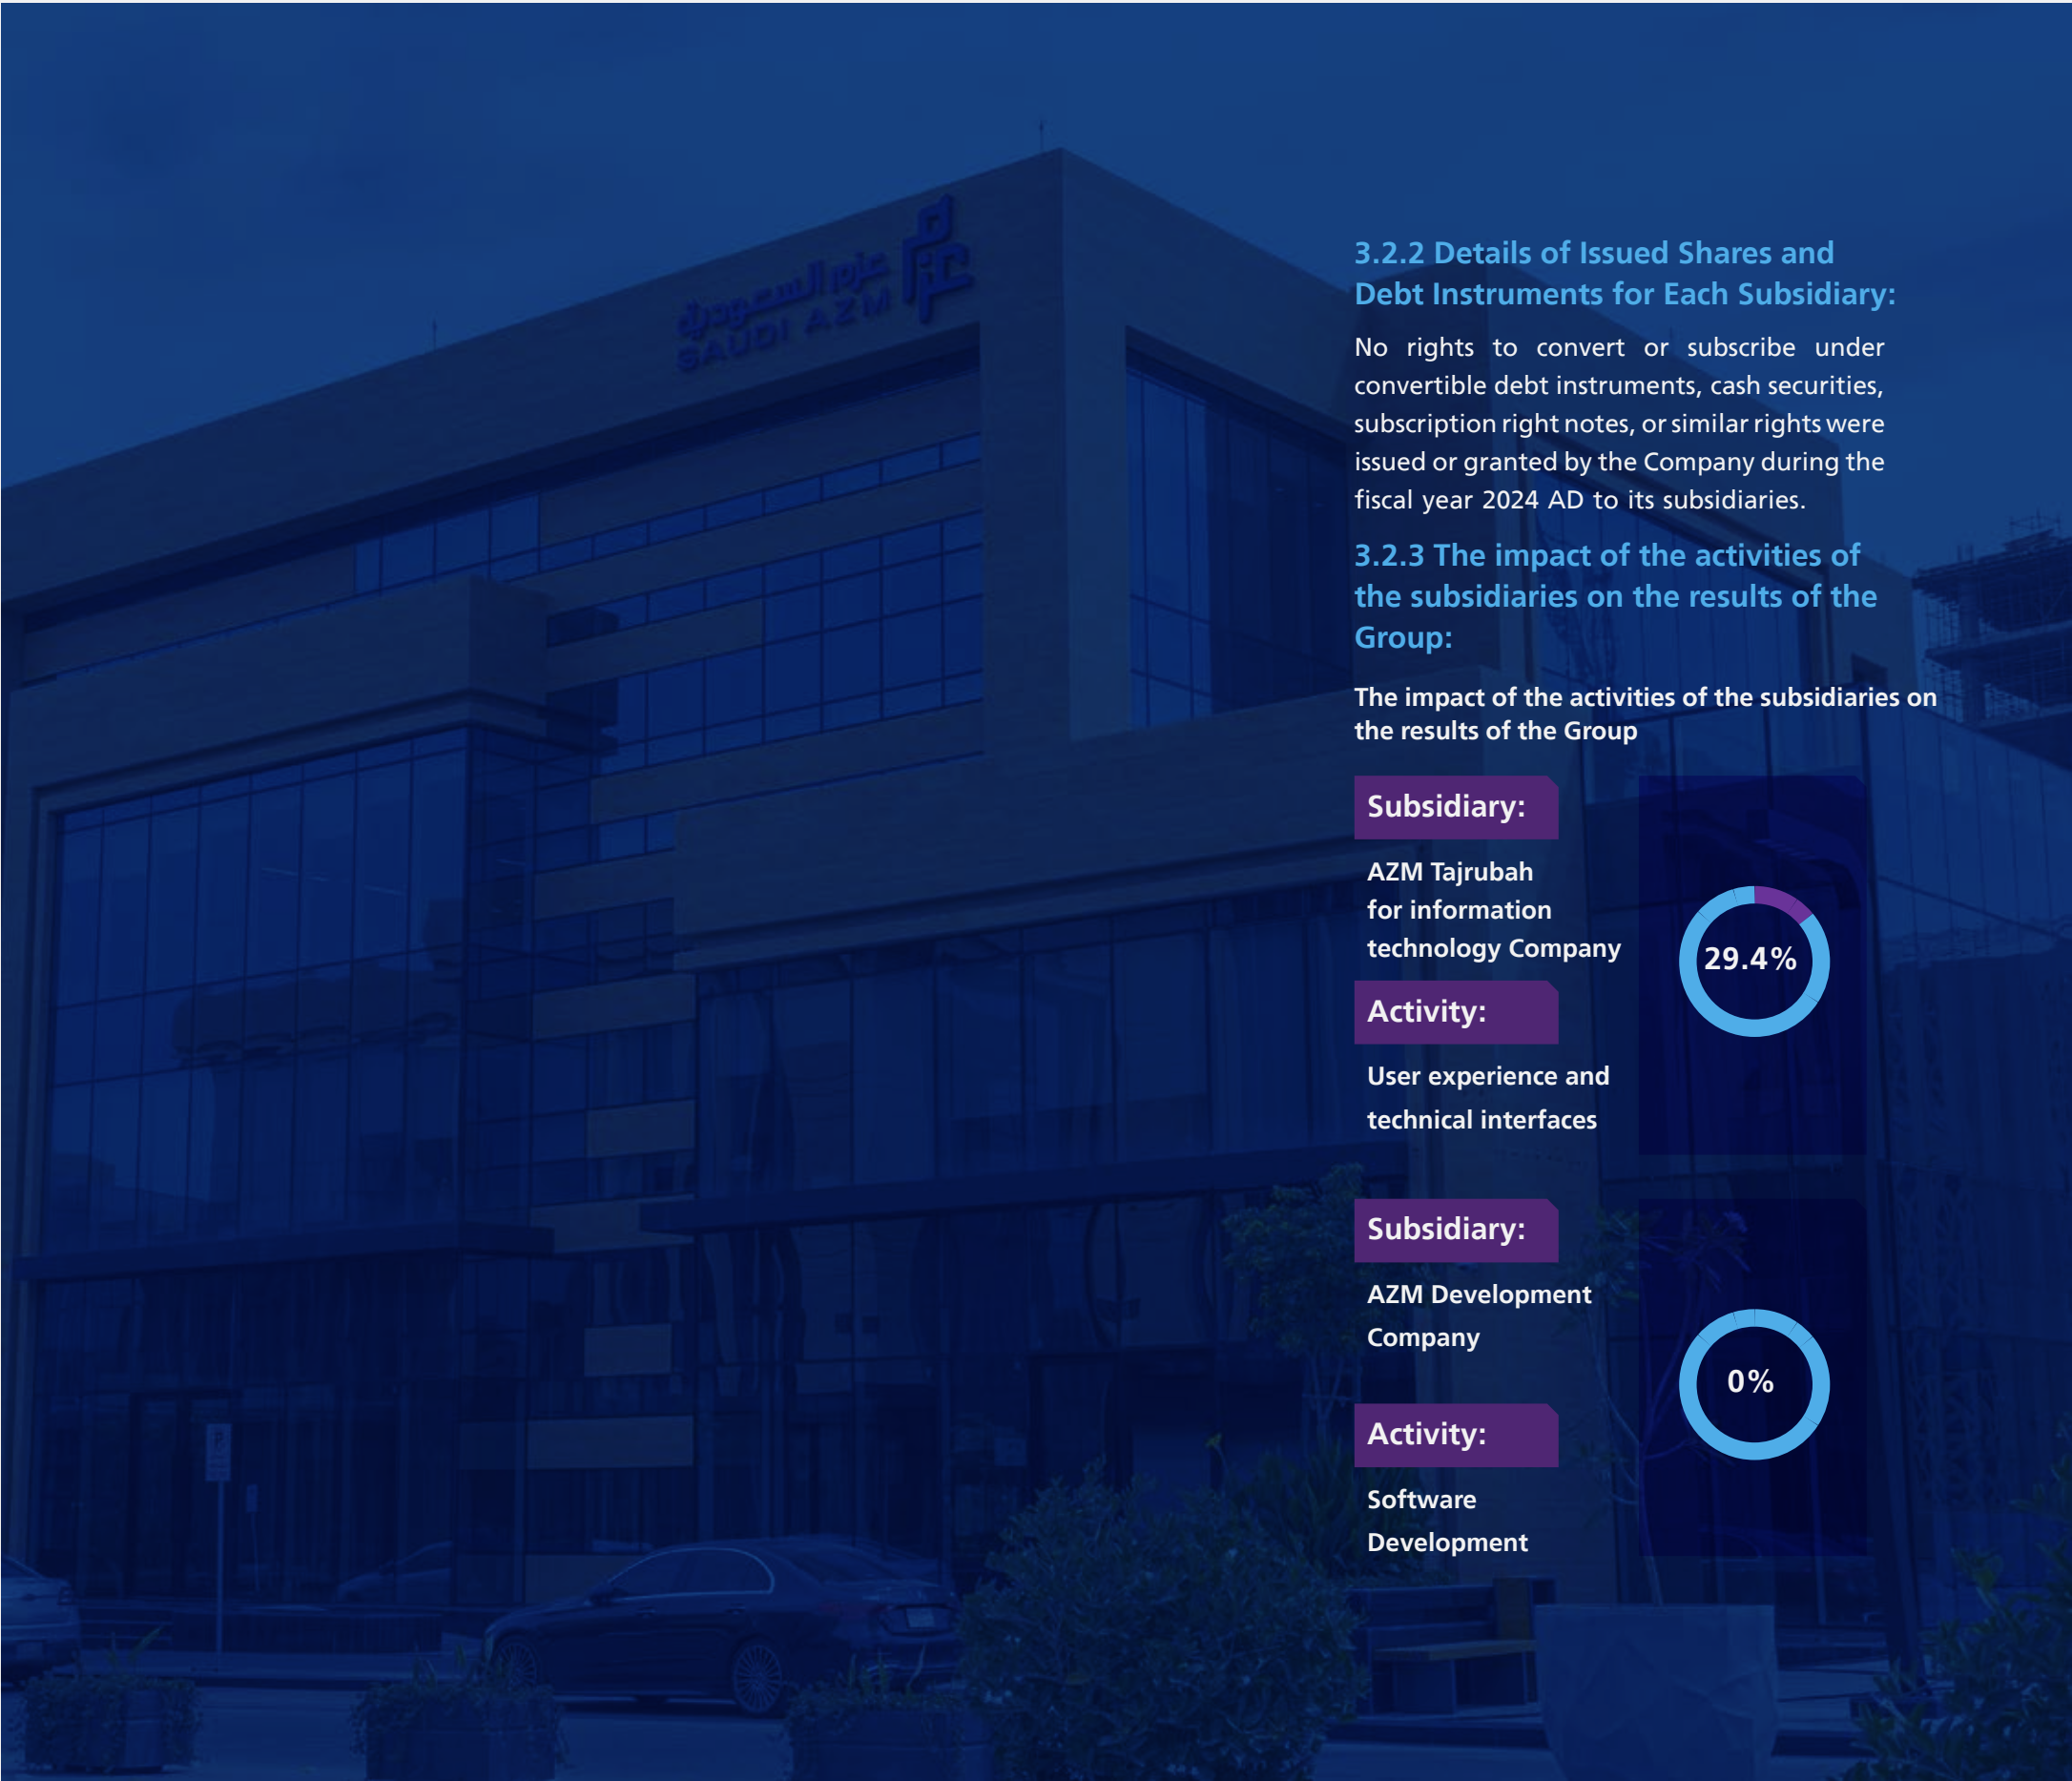 عزم السعودية
SAUDI AZM
عزم
3.2.2 Details of Issued Shares and
Debt Instruments for Each Subsidiary:
No rights to convert or subscribe under
convertible debt instruments, cash securities,
subscription right notes, or similar rights were
issued or granted by the Company during the
fiscal year 2024 AD to its subsidiaries.
3.2.3 The impact of the activities of
the subsidiaries on the results of the
Group:
The impact of the activities of the subsidiaries on
the results of the Group
Subsidiary:
AZM Tajrubah
for information
technology Company
29.4%
Activity:
User experience and
technical interfaces
Subsidiary:
AZM Development
Company
0%
Activity:
Software
Development